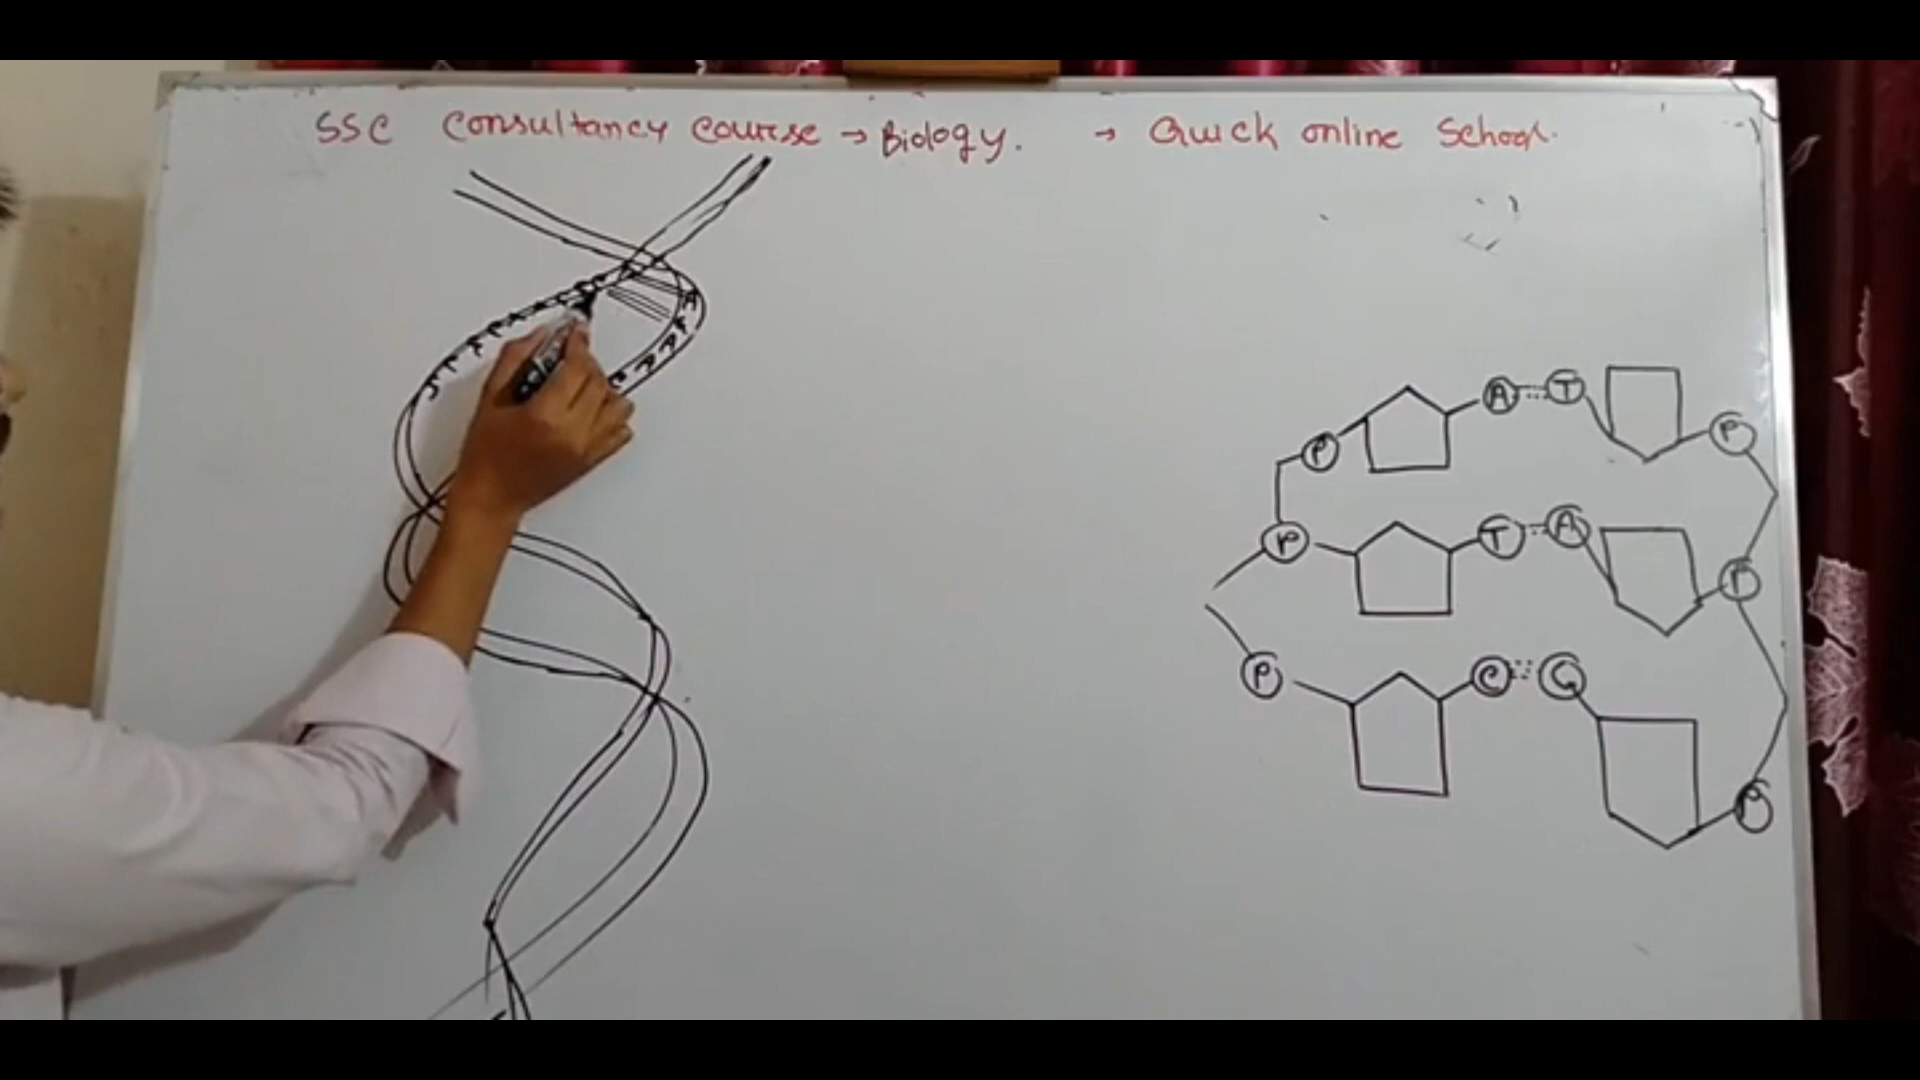 SSC Consultancy Course → Biology. → Quick online School.
P A T P
P T A P
P C G P